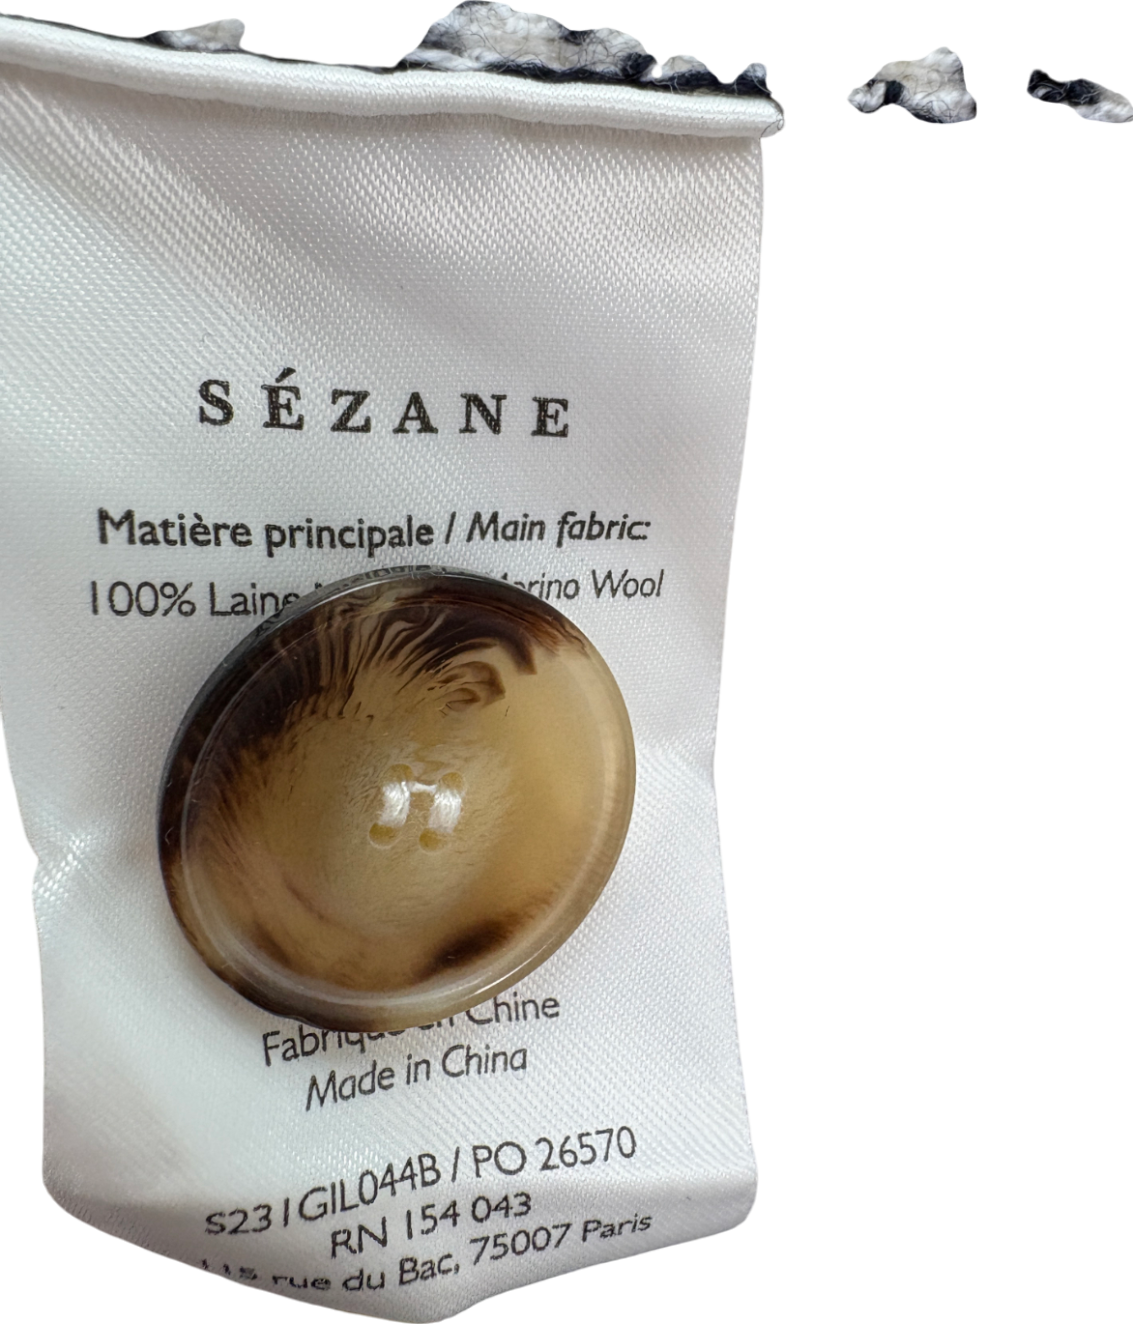 SÉZANE
Matière principale / Main fabric:
100% Laine Wool
Chine
Made in China
S231GIL044B / PO 26570
RN 154 043
rue du Bac, 75007 Paris